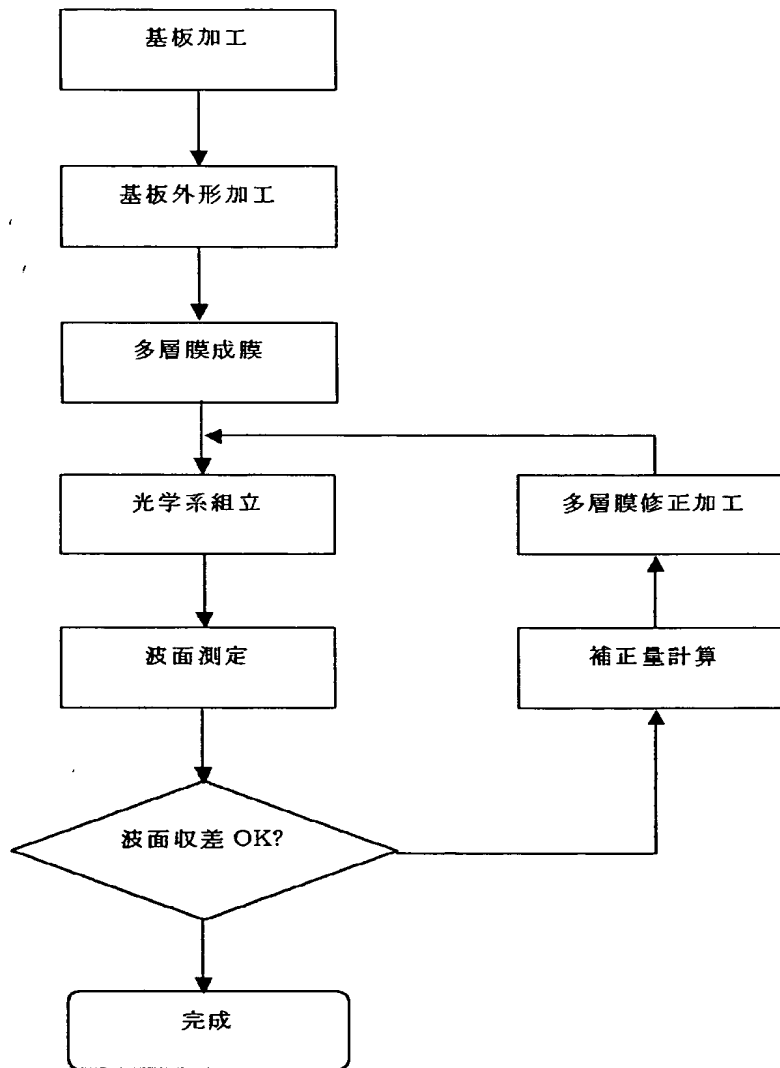 基板加工
基板外形加工
多層膜成膜
光学系組立
多層膜修正加工
波面測定
補正量計算
波面収差 OK?
完成